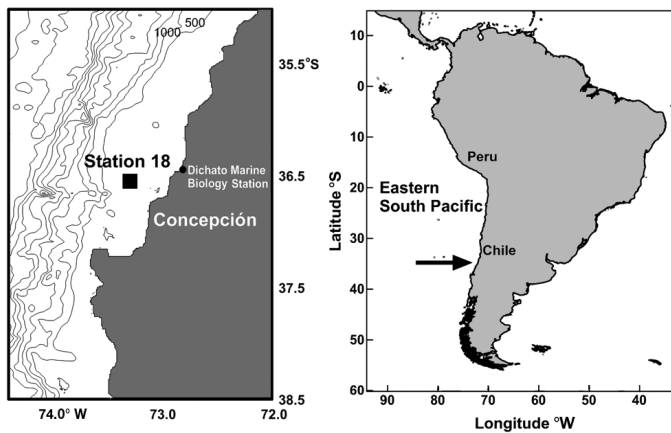 1000
500
35.5°S
Station 18
Dichato Marine
Biology Station
36.5
Concepción
37.5
38.5
74.0° W
73.0
72.0
10
0
10
20
30
40
50
60
Latitude °S
Peru
Eastern
South Pacific
Chile
90
80
70
60
50
40
Longitude °W